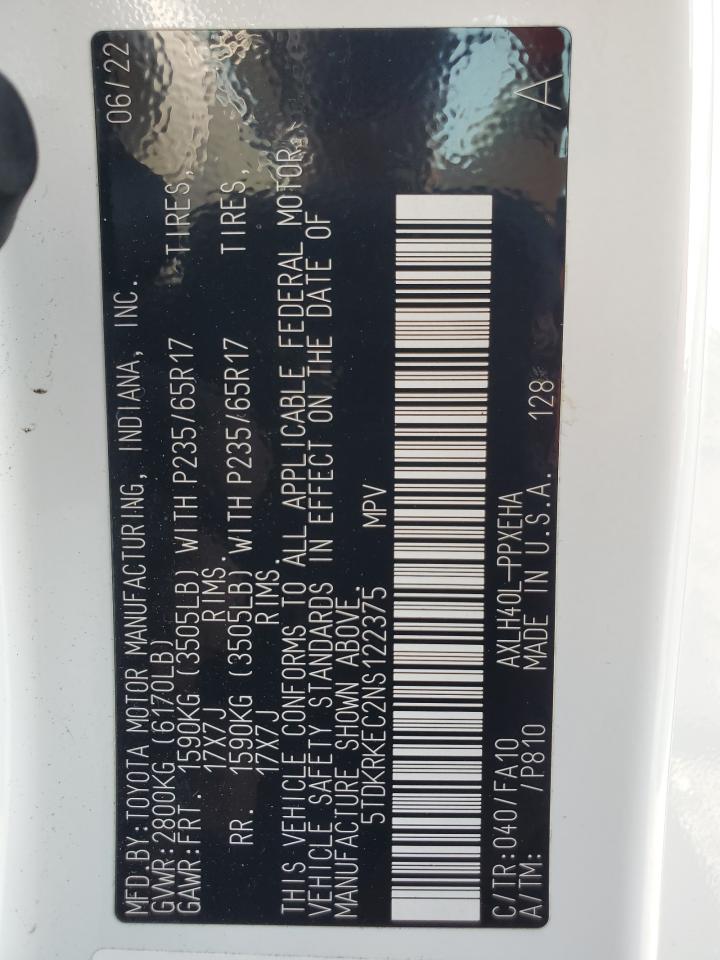 MFD.BY:TOYOTA MOTOR MANUFACTURING, INDIANA, INC. 06/22
GVWR:2800KG (6170LB)
GAWR:FRT. 1590KG (3505LB) WITH P235/65R17 TIRES,
17X7J RIMS.
RR. 1590KG (3505LB) WITH P235/65R17 TIRES,
17X7J RIMS.
THIS VEHICLE CONFORMS TO ALL APPLICABLE FEDERAL MOTOR
VEHICLE SAFETY STANDARDS IN EFFECT ON THE DATE OF
MANUFACTURE SHOWN ABOVE.
5TDKRKEC2NS122375 MPV
C/TR:040/FA10 AXLH40L-PPXEHA 128# A
A/TM: /P810 MADE IN U.S.A.